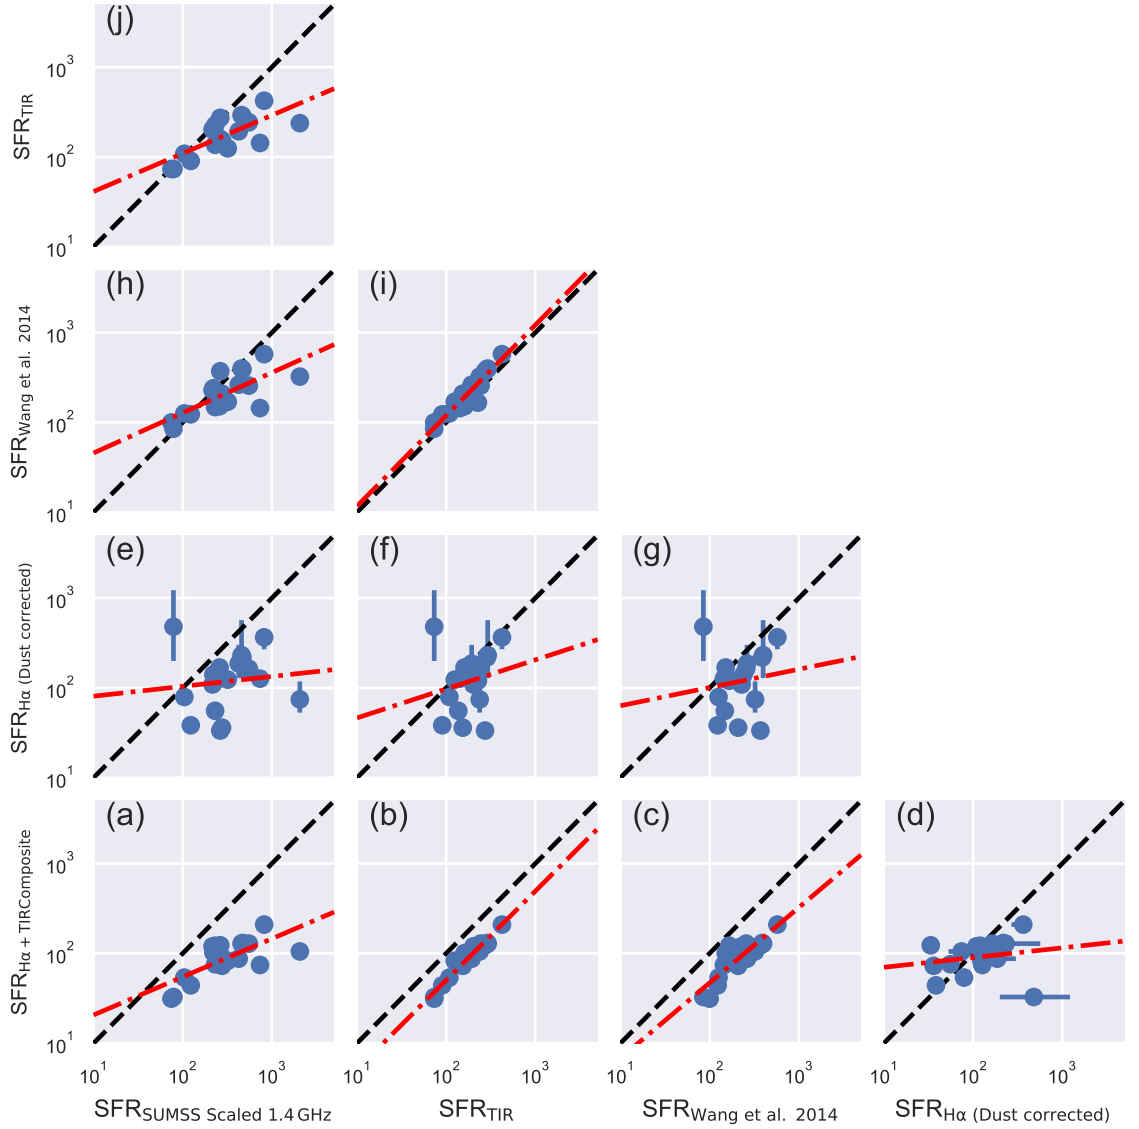 (j)
10³
10²
10¹
SFR_TIR
(h)
(i)
10³
10²
10¹
SFR_Wang et al. 2014
(e)
(f)
(g)
10³
10²
10¹
SFR_Hα (Dust corrected)
(a)
(b)
(c)
(d)
10³
10²
10¹
SFR_Hα + TIRComposite
10¹ 10² 10³ 10¹ 10² 10³ 10¹ 10² 10³ 10¹ 10² 10³
SFR_SUMSS Scaled 1.4 GHz
SFR_TIR
SFR_Wang et al. 2014
SFR_Hα (Dust corrected)